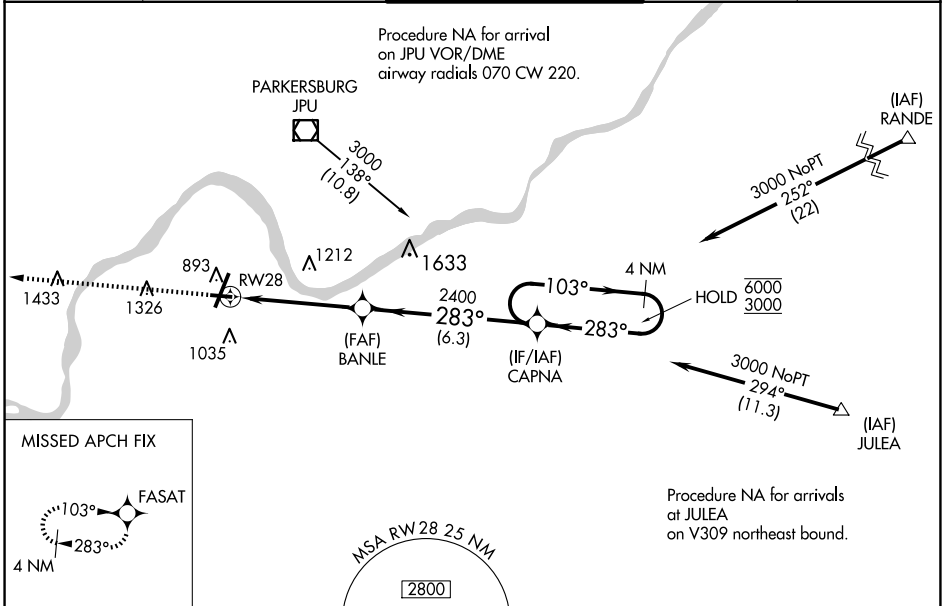 Procedure NA for arrival
on JPU VOR/DME
airway radials 070 CW 220.
PARKERSBURG
JPU
3000
138°
(10.8)
(IAF)
RANDE
3000 NoPT
252°
(22)
1433
1326
893
RW28
1212
1633
1035
2400
283°
(6.3)
(FAF)
BANLE
(IF/IAF)
CAPNA
4 NM
103°
283°
HOLD
6000
3000
3000 NoPT
294°
(11.3)
(IAF)
JULEA
Procedure NA for arrivals
at JULEA
on V309 northeast bound.
MISSED APCH FIX
FASAT
103°
283°
4 NM
MSA RW28 25 NM
2800